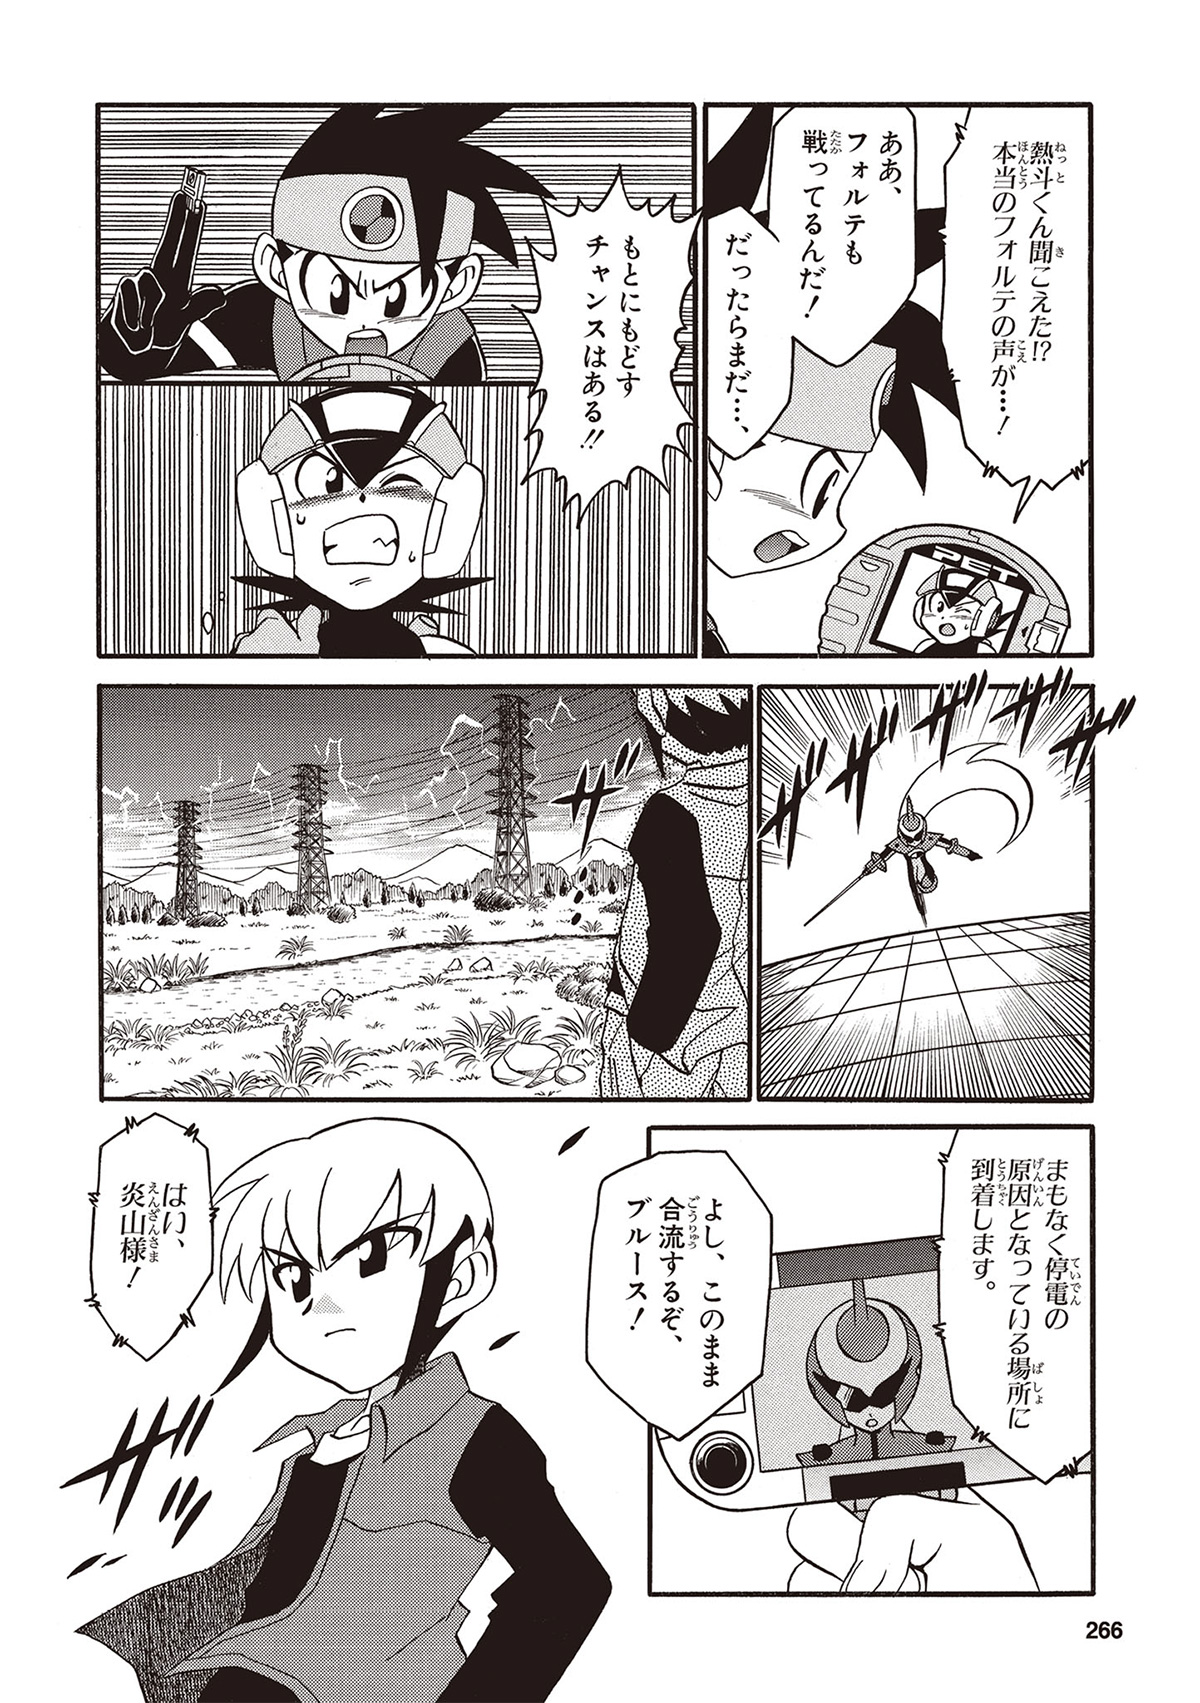 熱斗くん聞こえた!?
本当のフォルテの声が…!
ああ、
フォルテも
戦ってるんだ!
だったらまだ…、
PET
もとにもどす
チャンスはある!!
ザ
ザ
ザ
ザ
ザ
ザ…
まもなく停電の
原因となっている場所に
到着します。
よし、このまま
合流するぞ、
ブルース!
はい、
炎山様!
ザッ
266